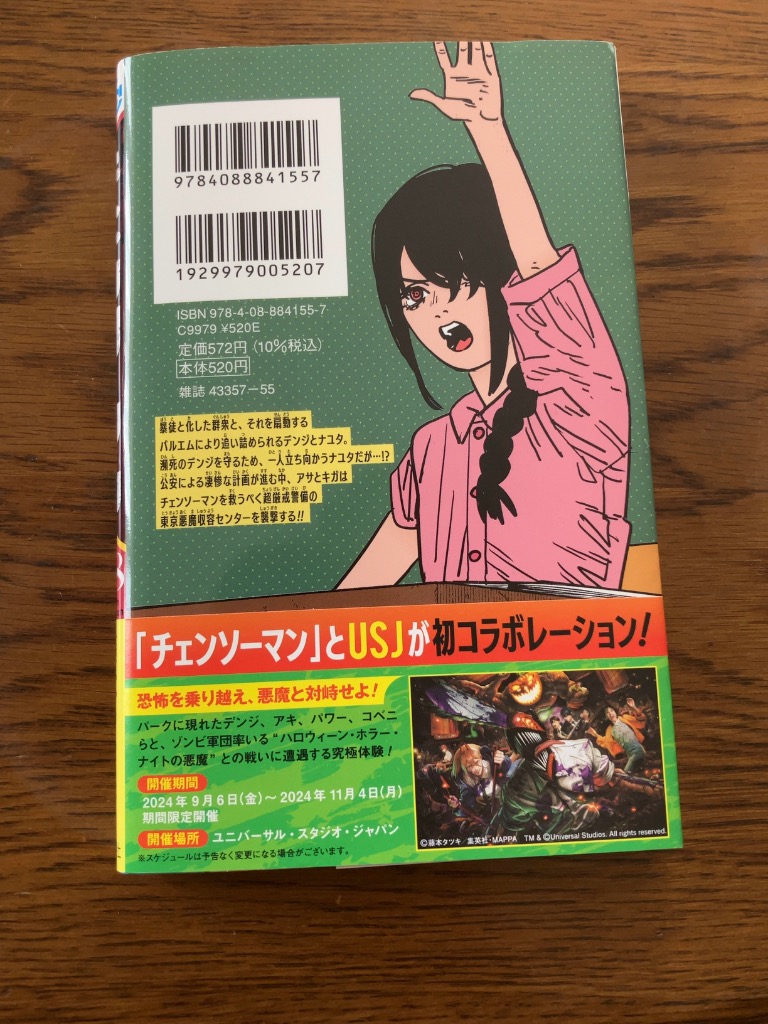 9784088841557
1929979005207
ISBN 978-4-08-884155-7
C9979 ¥520E
定価572円 (10%税込)
本体520円
雑誌 43357-55
暴徒と化した群衆と、それを扇動する
バルエムにより追い詰められるデンジとナユタ。
瀕死のデンジを守るため、一人立ち向かうナユタだが…!?
公安による凄惨な計画が進む中、アサとキガは
チェンソーマンを救うべく超厳戒警備の
東京悪魔収容センターを襲撃する!!
「チェンソーマン」とUSJが初コラボレーション!
恐怖を乗り越え、悪魔と対峙せよ!
パークに現れたデンジ、アキ、パワー、コベニ
らと、ゾンビ軍団率いる“ハロウィーン・ホラー・
ナイトの悪魔”との戦いに遭遇する究極体験!
開催期間
2024年9月6日(金)～2024年11月4日(月)
期間限定開催
開催場所 ユニバーサル・スタジオ・ジャパン
※スケジュールは予告なく変更になる場合がございます。
©藤本タツキ/集英社・MAPPA TM & ©Universal Studios. All rights reserved.